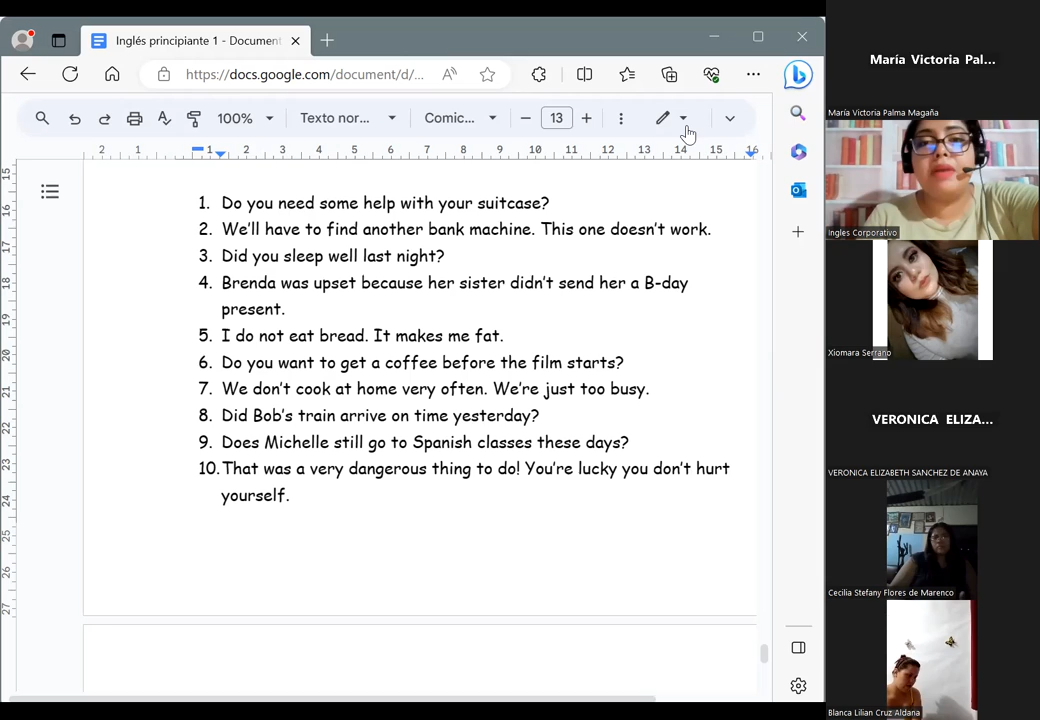 Inglés principiante 1 - Document
https://docs.google.com/document/d/...
100%
Texto nor...
Comic...
13
2 1 1 2 3 4 5 6 7 8 9 10 11 12 13 14 15 16
15
16
17
18
19
20
21
22
23
24
25
26
27
1. Do you need some help with your suitcase?
2. We'll have to find another bank machine. This one doesn't work.
3. Did you sleep well last night?
4. Brenda was upset because her sister didn't send her a B-day
present.
5. I do not eat bread. It makes me fat.
6. Do you want to get a coffee before the film starts?
7. We don't cook at home very often. We're just too busy.
8. Did Bob's train arrive on time yesterday?
9. Does Michelle still go to Spanish classes these days?
10. That was a very dangerous thing to do! You're lucky you don't hurt
yourself.
María Victoria Pal...
María Victoria Palma Magaña
Ingles Corporativo
Xiomara Serrano
VERONICA ELIZA...
VERONICA ELIZABETH SANCHEZ DE ANAYA
Cecilia Stefany Flores de Marenco
Blanca Lilian Cruz Aldana